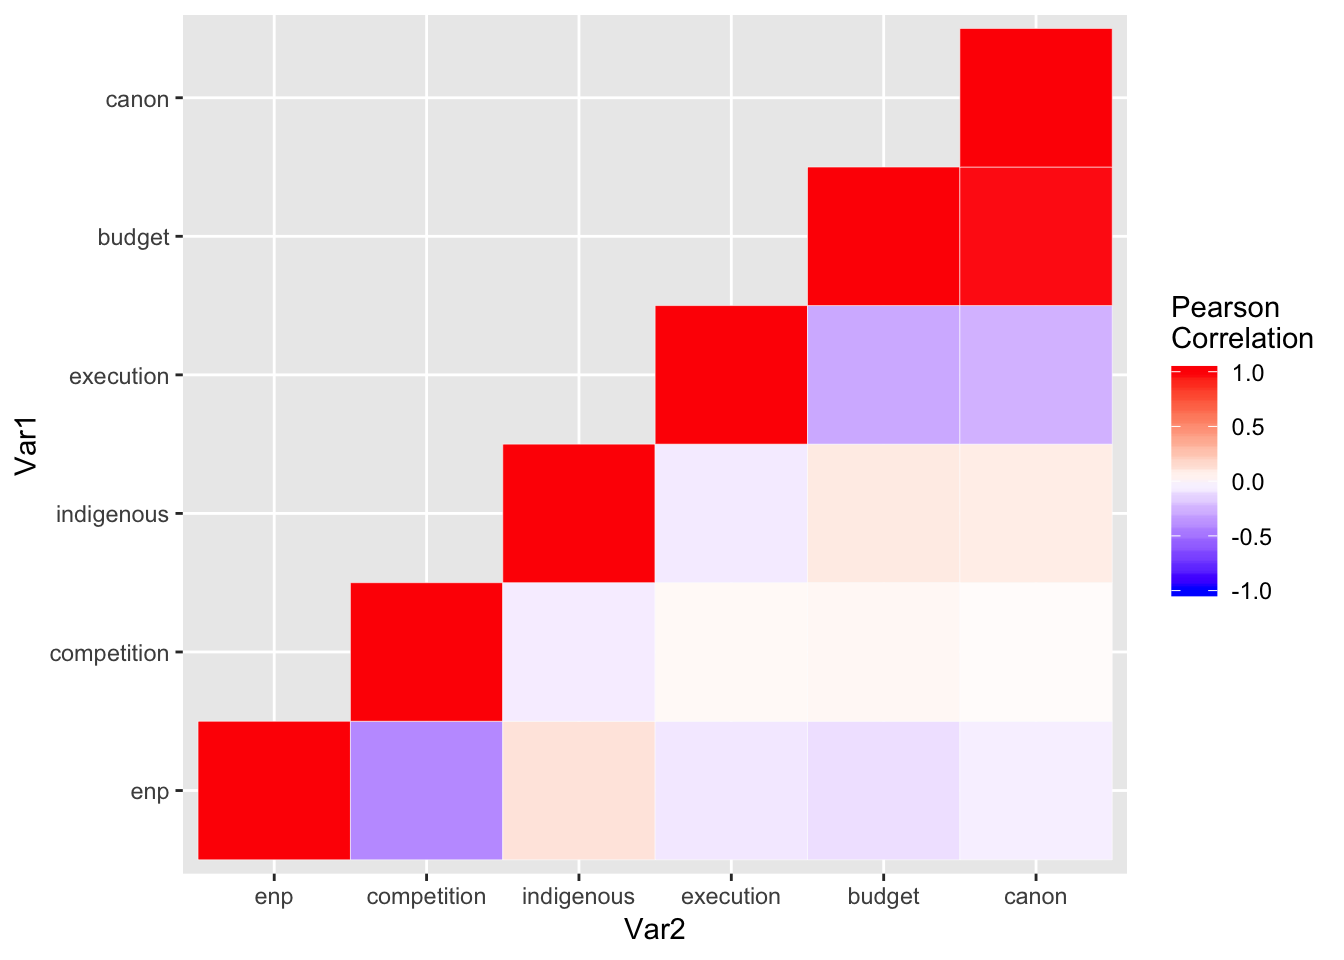 canon
budget
execution
indigenous
competition
enp
Var1
enp competition indigenous execution budget canon
Var2
Pearson
Correlation
1.0
0.5
0.0
-0.5
-1.0